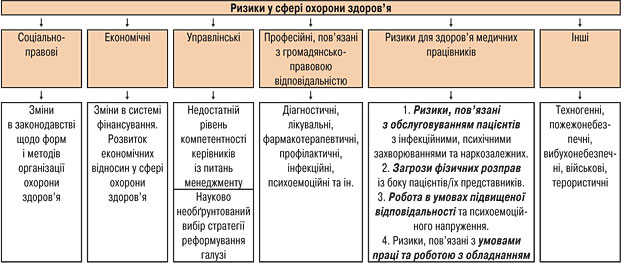 Ризики у сфері охорони здоров’я
Соціально-
правові
Економічні
Управлінські
Професійні, пов’язані
з громадянсько-
правовою
відповідальністю
Ризики для здоров’я медичних
працівників
Інші
Зміни
в законодавстві
щодо форм
і методів
організації
охорони
здоров’я
Зміни в системі
фінансування.
Розвиток
економічних
відносин у сфері
охорони
здоров’я
Недостатній
рівень
компетентності
керівників
із питань
менеджменту
Науково
необґрунтований
вибір стратегії
реформування
галузі
Діагностичні,
лікувальні,
фармакотерапевтичні,
профілактичні,
інфекційні,
психоемоційні та ін.
1. Ризики, пов’язані
з обслуговуванням пацієнтів
з інфекційними, психічними
захворюваннями та наркозалежних.
2. Загрози фізичних розправ
із боку пацієнтів/їх представників.
3. Робота в умовах підвищеної
відповідальності та психоемоцій-
ного напруження.
4. Ризики, пов’язані з умовами
праці та роботою з обладнанням
Техногенні,
пожежонебез-
печні,
вибухонебезпеч-
ні, військові,
терористичні